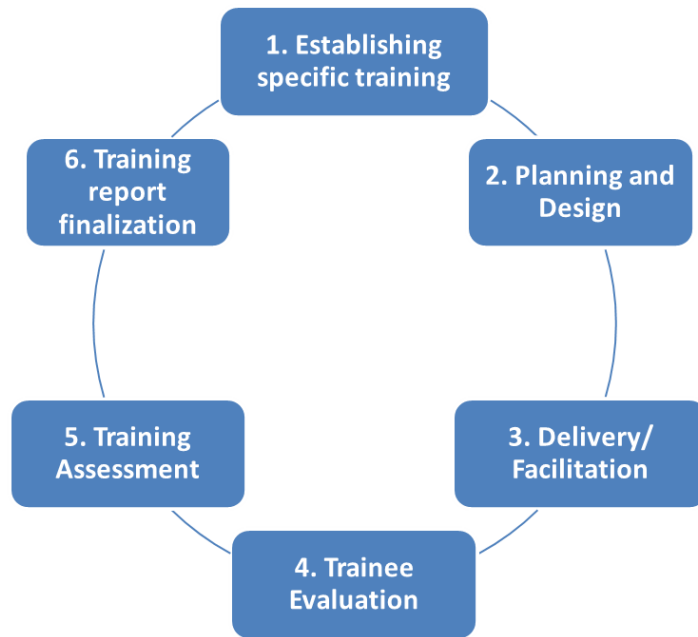 1. Establishing
specific training
2. Planning and
Design
3. Delivery/
Facilitation
4. Trainee
Evaluation
5. Training
Assessment
6. Training
report
finalization